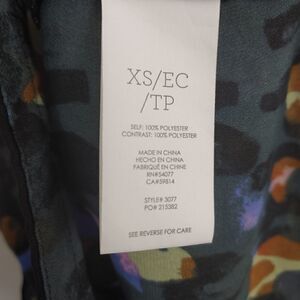 XS/EC
/TP
SELF: 100% POLYESTER
CONTRAST: 100% POLYESTER
MADE IN CHINA
HECHO EN CHINA
FABRIQUÉ EN CHINE
RN#54077
CA#59814
STYLE# 3077
PO# 215382
SEE REVERSE FOR CARE